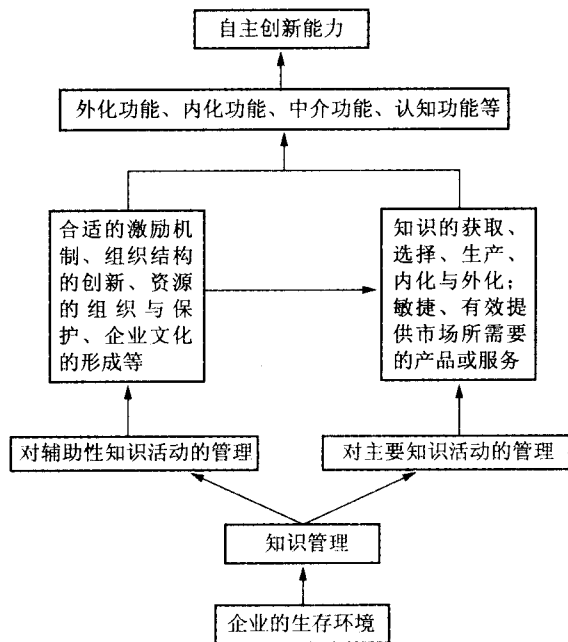 自主创新能力
外化功能、内化功能、中介功能、认知功能等
合适的激励机
制、组织结构
的创新、资源
的组织与保
护、企业文化
的形成等
知识的获取、
选择、生产、
内化与外化；
敏捷、有效提
供市场所需要
的产品或服务
对辅助性知识活动的管理
对主要知识活动的管理
知识管理
企业的生存环境